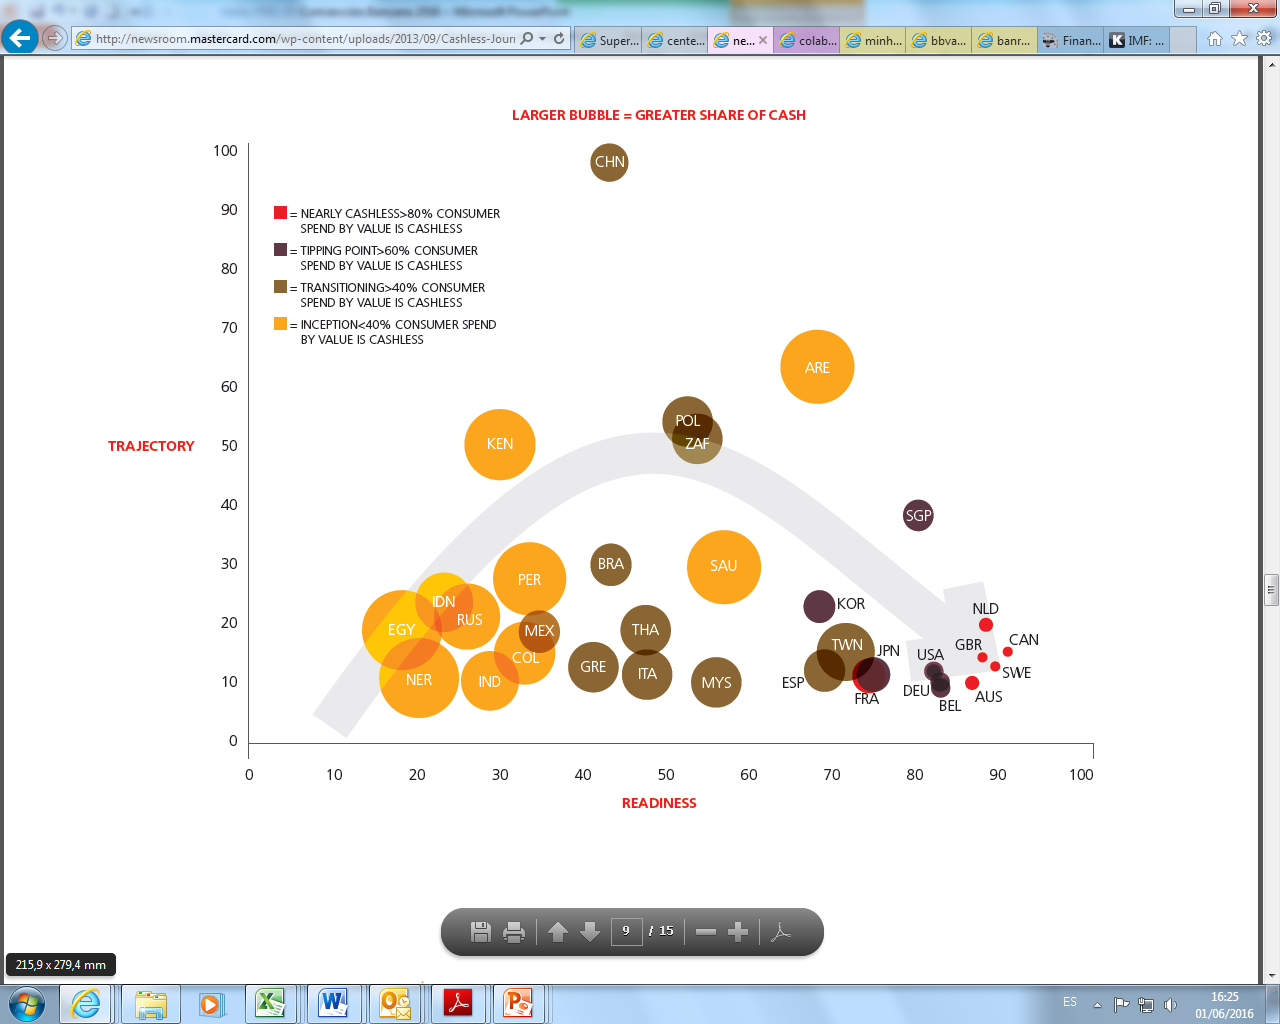 http://newsroom.mastercard.com/wp-content/uploads/2013/09/Cashless-Jour
Super...
cente...
ne...
colab...
minh...
bbva...
banr...
Finan...
IMF: ...
LARGER BUBBLE = GREATER SHARE OF CASH
100
90
80
70
60
50
40
30
20
10
0
TRAJECTORY
= NEARLY CASHLESS>80% CONSUMER
SPEND BY VALUE IS CASHLESS
= TIPPING POINT>60% CONSUMER
SPEND BY VALUE IS CASHLESS
= TRANSITIONING>40% CONSUMER
SPEND BY VALUE IS CASHLESS
= INCEPTION<40% CONSUMER SPEND
BY VALUE IS CASHLESS
CHN
ARE
POL
ZAF
KEN
SGP
BRA
SAU
PER
IDN
RUS
EGY
MEX
THA
KOR
NLD
CAN
GBR
SWE
USA
JPN
TWN
COL
GRE
ITA
MYS
ESP
FRA
DEU
BEL
AUS
NER
IND
0 10 20 30 40 50 60 70 80 90 100
READINESS
9 / 15
215,9 x 279,4 mm
ES
16:25
01/06/2016